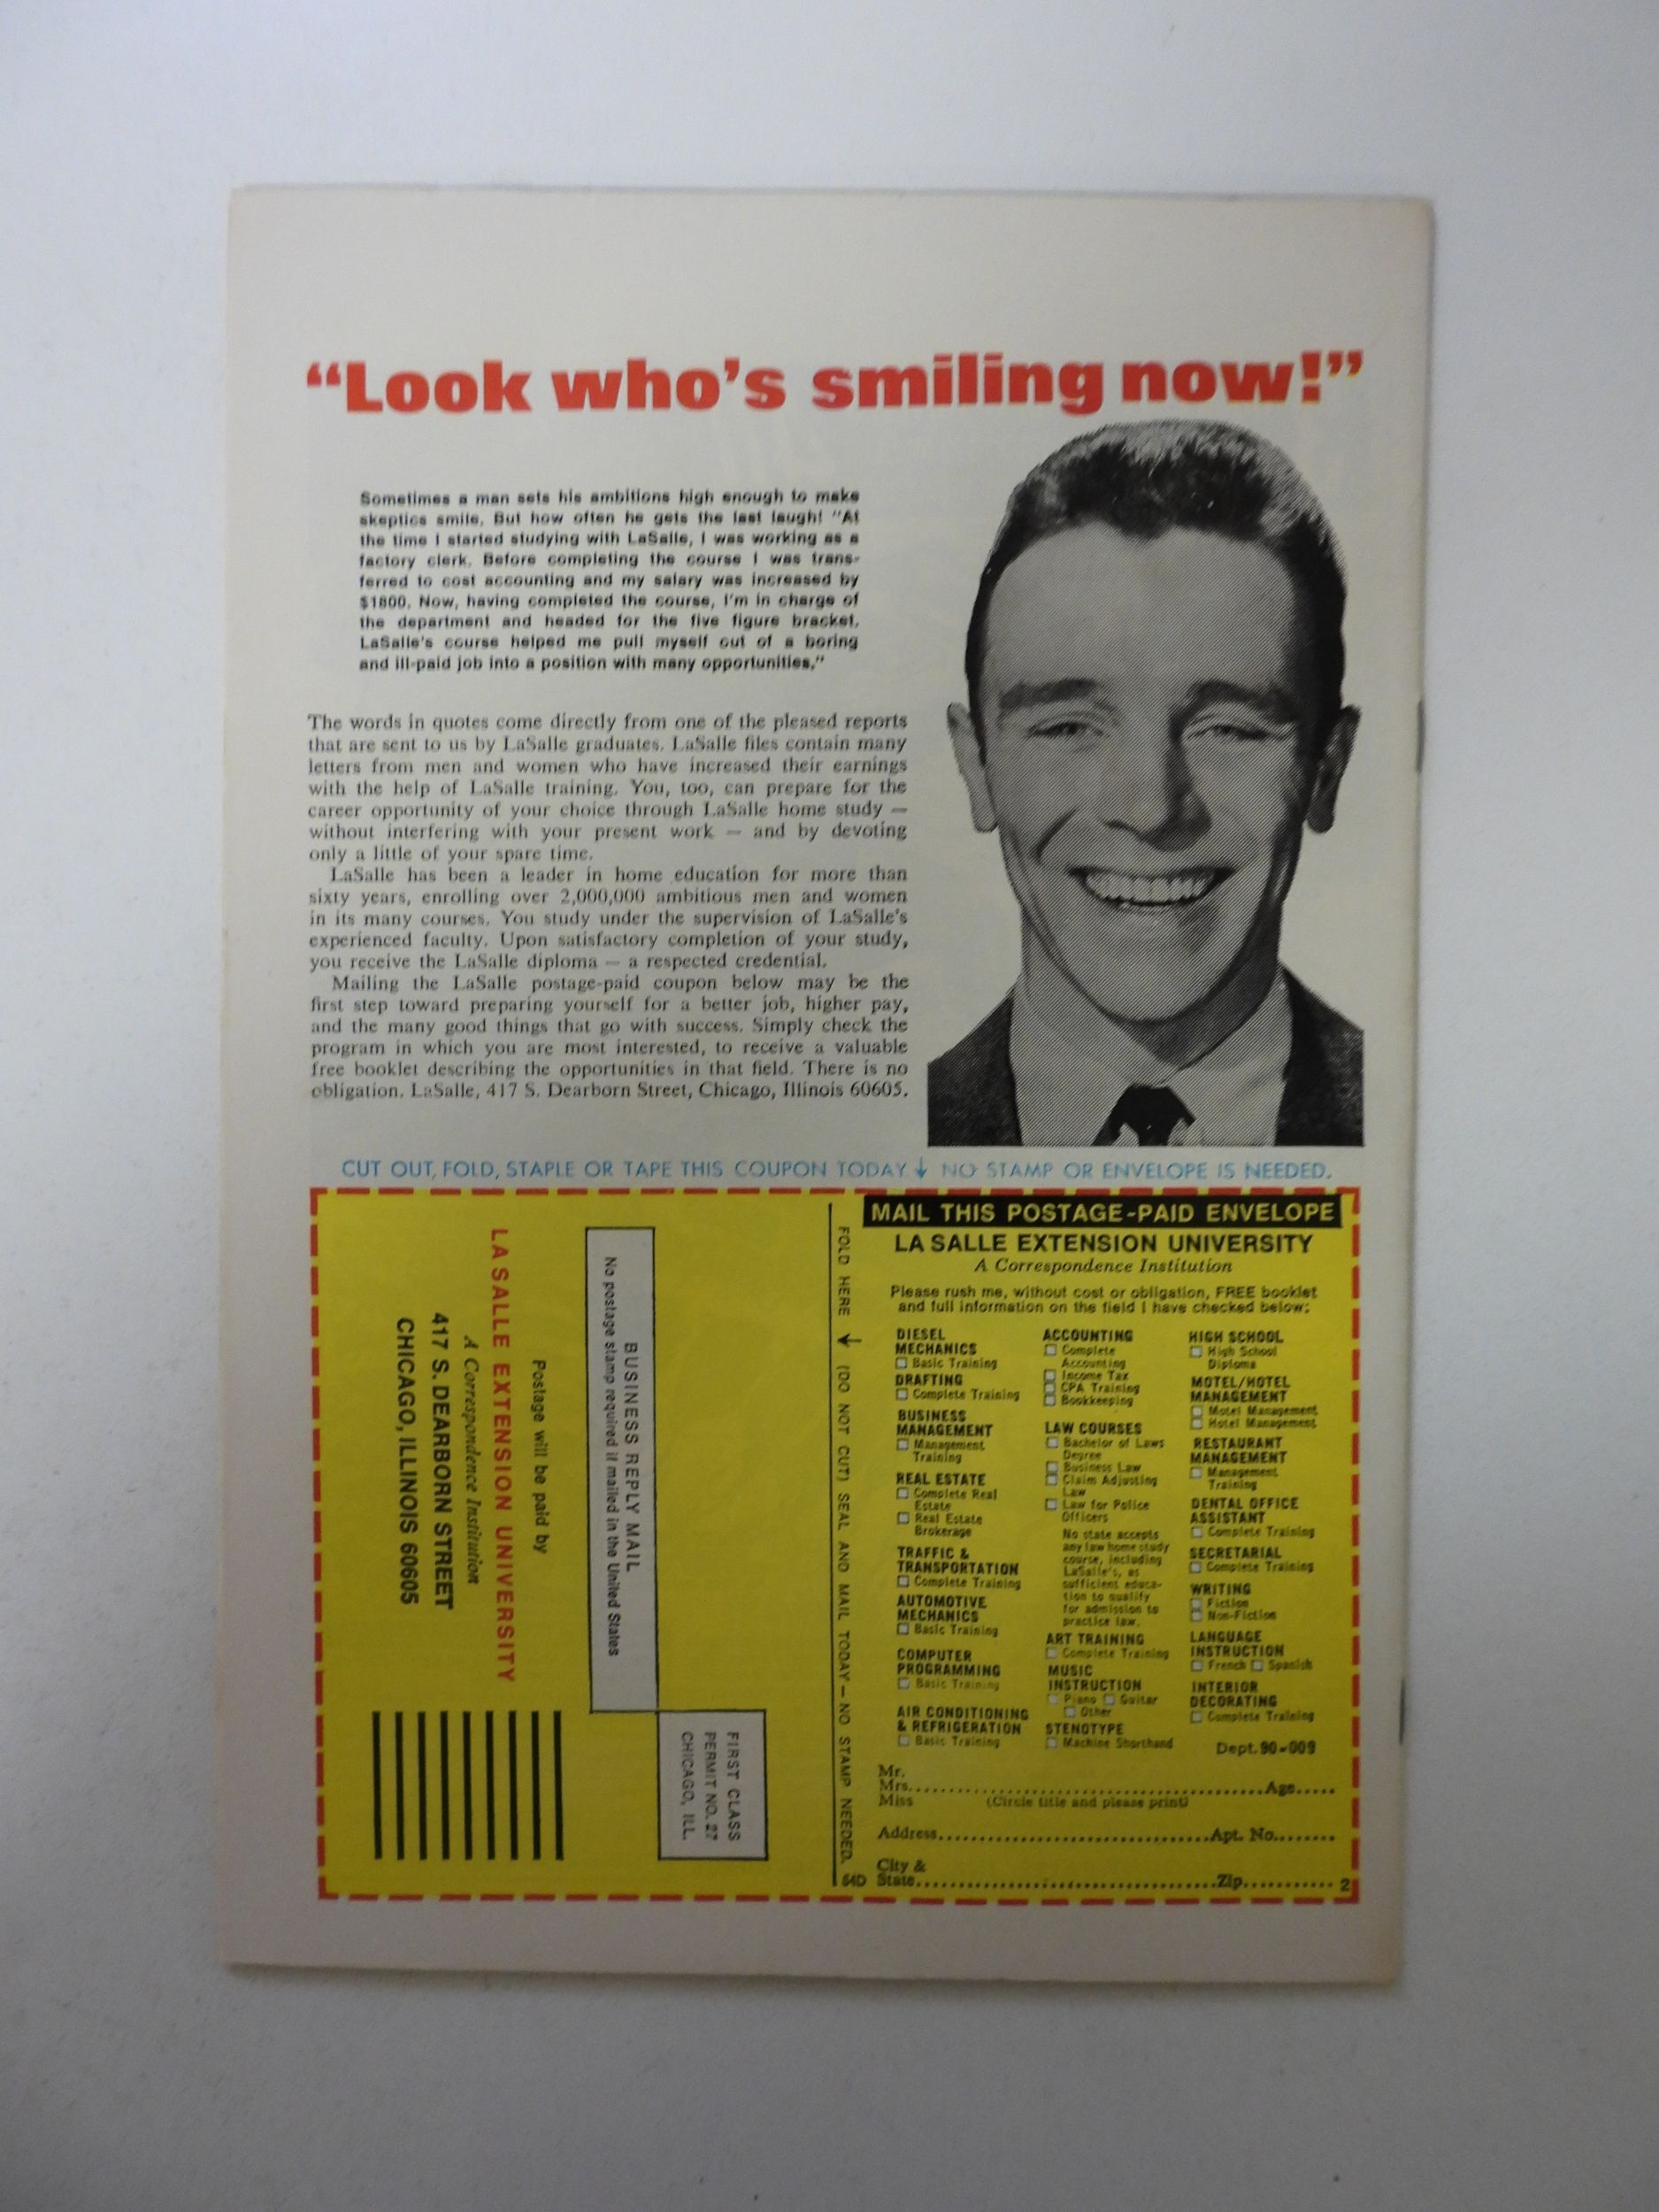 “Look who’s smiling now!”
Sometimes a man sets his ambitions high enough to make
skeptics smile. But how often he gets the last laugh! "At
the time I started studying with LaSalle, I was working as a
factory clerk. Before completing the course I was trans-
ferred to cost accounting and my salary was increased by
$1800. Now, having completed the course, I'm in charge of
the department and headed for the five figure bracket.
LaSalle's course helped me pull myself out of a boring
and ill-paid job into a position with many opportunities."
The words in quotes come directly from one of the pleased reports
that are sent to us by LaSalle graduates. LaSalle files contain many
letters from men and women who have increased their earnings
with the help of LaSalle training. You, too, can prepare for the
career opportunity of your choice through LaSalle home study —
without interfering with your present work — and by devoting
only a little of your spare time.
LaSalle has been a leader in home education for more than
sixty years, enrolling over 2,000,000 ambitious men and women
in its many courses. You study under the supervision of LaSalle's
experienced faculty. Upon satisfactory completion of your study,
you receive the LaSalle diploma — a respected credential.
Mailing the LaSalle postage-paid coupon below may be the
first step toward preparing yourself for a better job, higher pay,
and the many good things that go with success. Simply check the
program in which you are most interested, to receive a valuable
free booklet describing the opportunities in that field. There is no
obligation. LaSalle, 417 S. Dearborn Street, Chicago, Illinois 60605.
CUT OUT, FOLD, STAPLE OR TAPE THIS COUPON TODAY ↓ NO STAMP OR ENVELOPE IS NEEDED.
FIRST CLASS
PERMIT NO. 27
CHICAGO, ILL.
BUSINESS REPLY MAIL
No postage stamp required if mailed in the United States
Postage will be paid by
LA SALLE EXTENSION UNIVERSITY
A Correspondence Institution
417 S. DEARBORN STREET
CHICAGO, ILLINOIS 60605
FOLD HERE → (DO NOT CUT) SEAL AND MAIL TODAY — NO STAMP NEEDED.
64D
MAIL THIS POSTAGE-PAID ENVELOPE
LA SALLE EXTENSION UNIVERSITY
A Correspondence Institution
Please rush me, without cost or obligation, FREE booklet
and full information on the field I have checked below:
DIESEL
MECHANICS
☐ Basic Training
DRAFTING
☐ Complete Training
BUSINESS
MANAGEMENT
☐ Management
Training
REAL ESTATE
☐ Complete Real
Estate
☐ Real Estate
Brokerage
TRAFFIC &
TRANSPORTATION
☐ Complete Training
AUTOMOTIVE
MECHANICS
☐ Basic Training
COMPUTER
PROGRAMMING
☐ Basic Training
AIR CONDITIONING
& REFRIGERATION
☐ Basic Training
ACCOUNTING
☐ Complete
Accounting
☐ Income Tax
☐ CPA Training
☐ Bookkeeping
LAW COURSES
☐ Bachelor of Laws
Degree
☐ Business Law
☐ Claim Adjusting
Law
☐ Law for Police
Officers
No state accepts
any law home study
course, including
LaSalle's, as
sufficient educa-
tion to qualify
for admission to
practice law.
ART TRAINING
☐ Complete Training
MUSIC
INSTRUCTION
☐ Piano ☐ Guitar
☐ Other
STENOTYPE
☐ Machine Shorthand
HIGH SCHOOL
☐ High School
Diploma
MOTEL/HOTEL
MANAGEMENT
☐ Motel Management
☐ Hotel Management
RESTAURANT
MANAGEMENT
☐ Management
Training
DENTAL OFFICE
ASSISTANT
☐ Complete Training
SECRETARIAL
☐ Complete Training
WRITING
☐ Fiction
☐ Non-Fiction
LANGUAGE
INSTRUCTION
☐ French ☐ Spanish
INTERIOR
DECORATING
☐ Complete Training
Dept. 90-009
Mr.
Mrs. Age
Miss (Circle title and please print)
Address Apt. No.
City &
State Zip 2